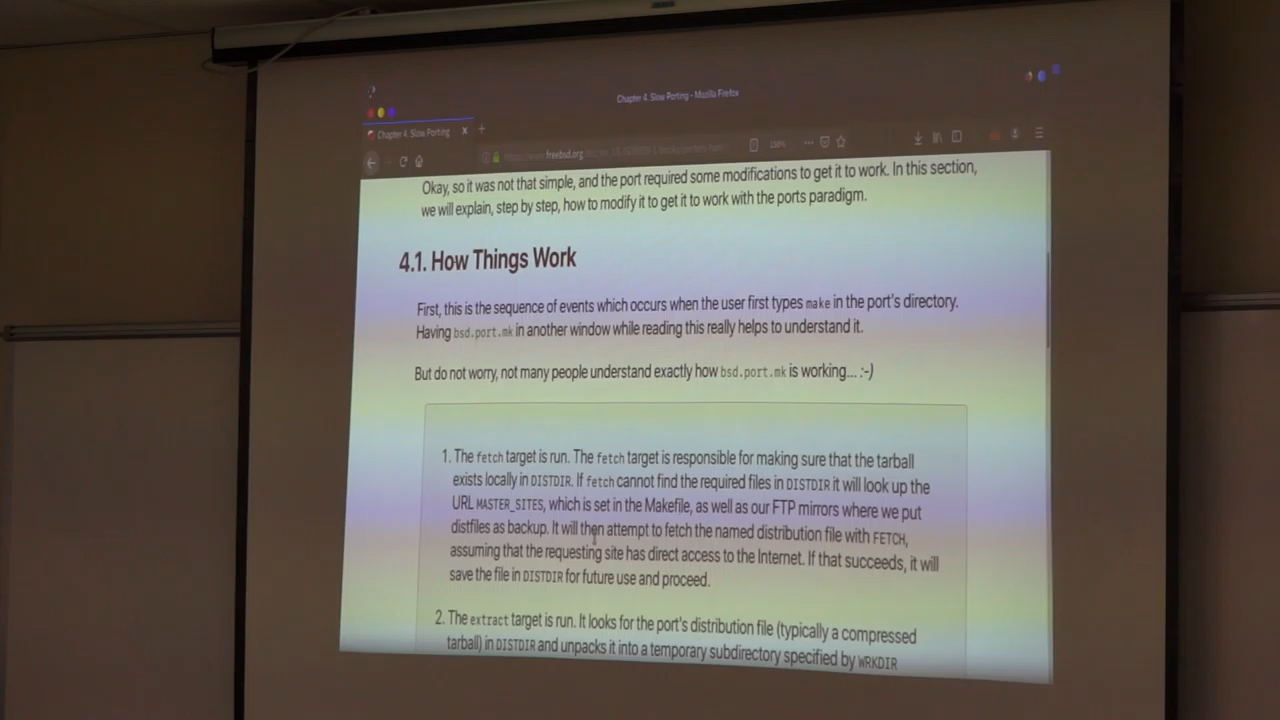 Chapter 4. Slow Porting - Mozilla Firefox
Chapter 4. Slow Porting
freebsd.org
150%
Okay, so it was not that simple, and the port required some modifications to get it to work. In this section,
we will explain, step by step, how to modify it to get it to work with the ports paradigm.
4.1. How Things Work
First, this is the sequence of events which occurs when the user first types make in the port's directory.
Having bsd.port.mk in another window while reading this really helps to understand it.
But do not worry, not many people understand exactly how bsd.port.mk is working... :-)
1. The fetch target is run. The fetch target is responsible for making sure that the tarball
exists locally in DISTDIR. If fetch cannot find the required files in DISTDIR it will look up the
URL MASTER_SITES, which is set in the Makefile, as well as our FTP mirrors where we put
distfiles as backup. It will then attempt to fetch the named distribution file with FETCH,
assuming that the requesting site has direct access to the Internet. If that succeeds, it will
save the file in DISTDIR for future use and proceed.
2. The extract target is run. It looks for the port's distribution file (typically a compressed
tarball) in DISTDIR and unpacks it into a temporary subdirectory specified by WRKDIR